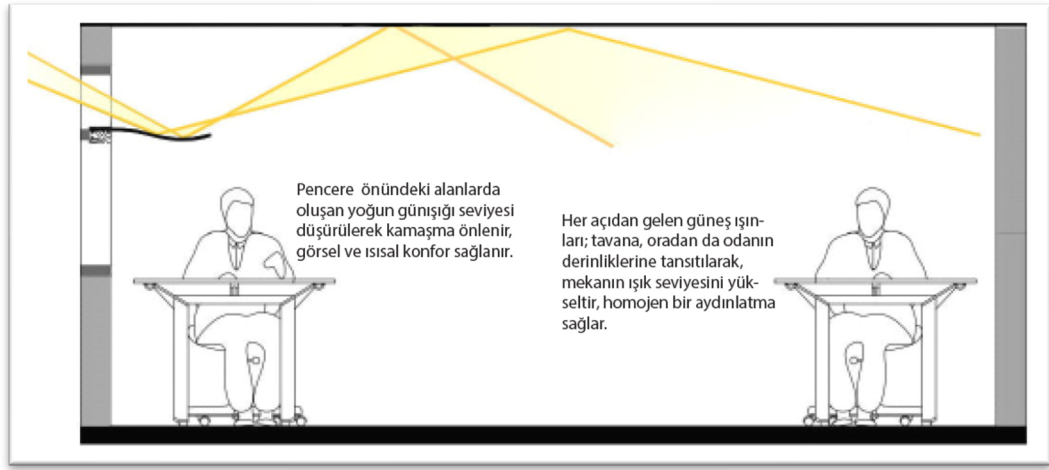 Pencere önündeki alanlarda
oluşan yoğun günışığı seviyesi
düşürülerek kamaşma önlenir,
görsel ve ısısal konfor sağlanır.
Her açıdan gelen güneş ışın-
ları; tavana, oradan da odanın
derinliklerine tansıtılarak,
mekanın ışık seviyesini yük-
seltir, homojen bir aydınlatma
sağlar.